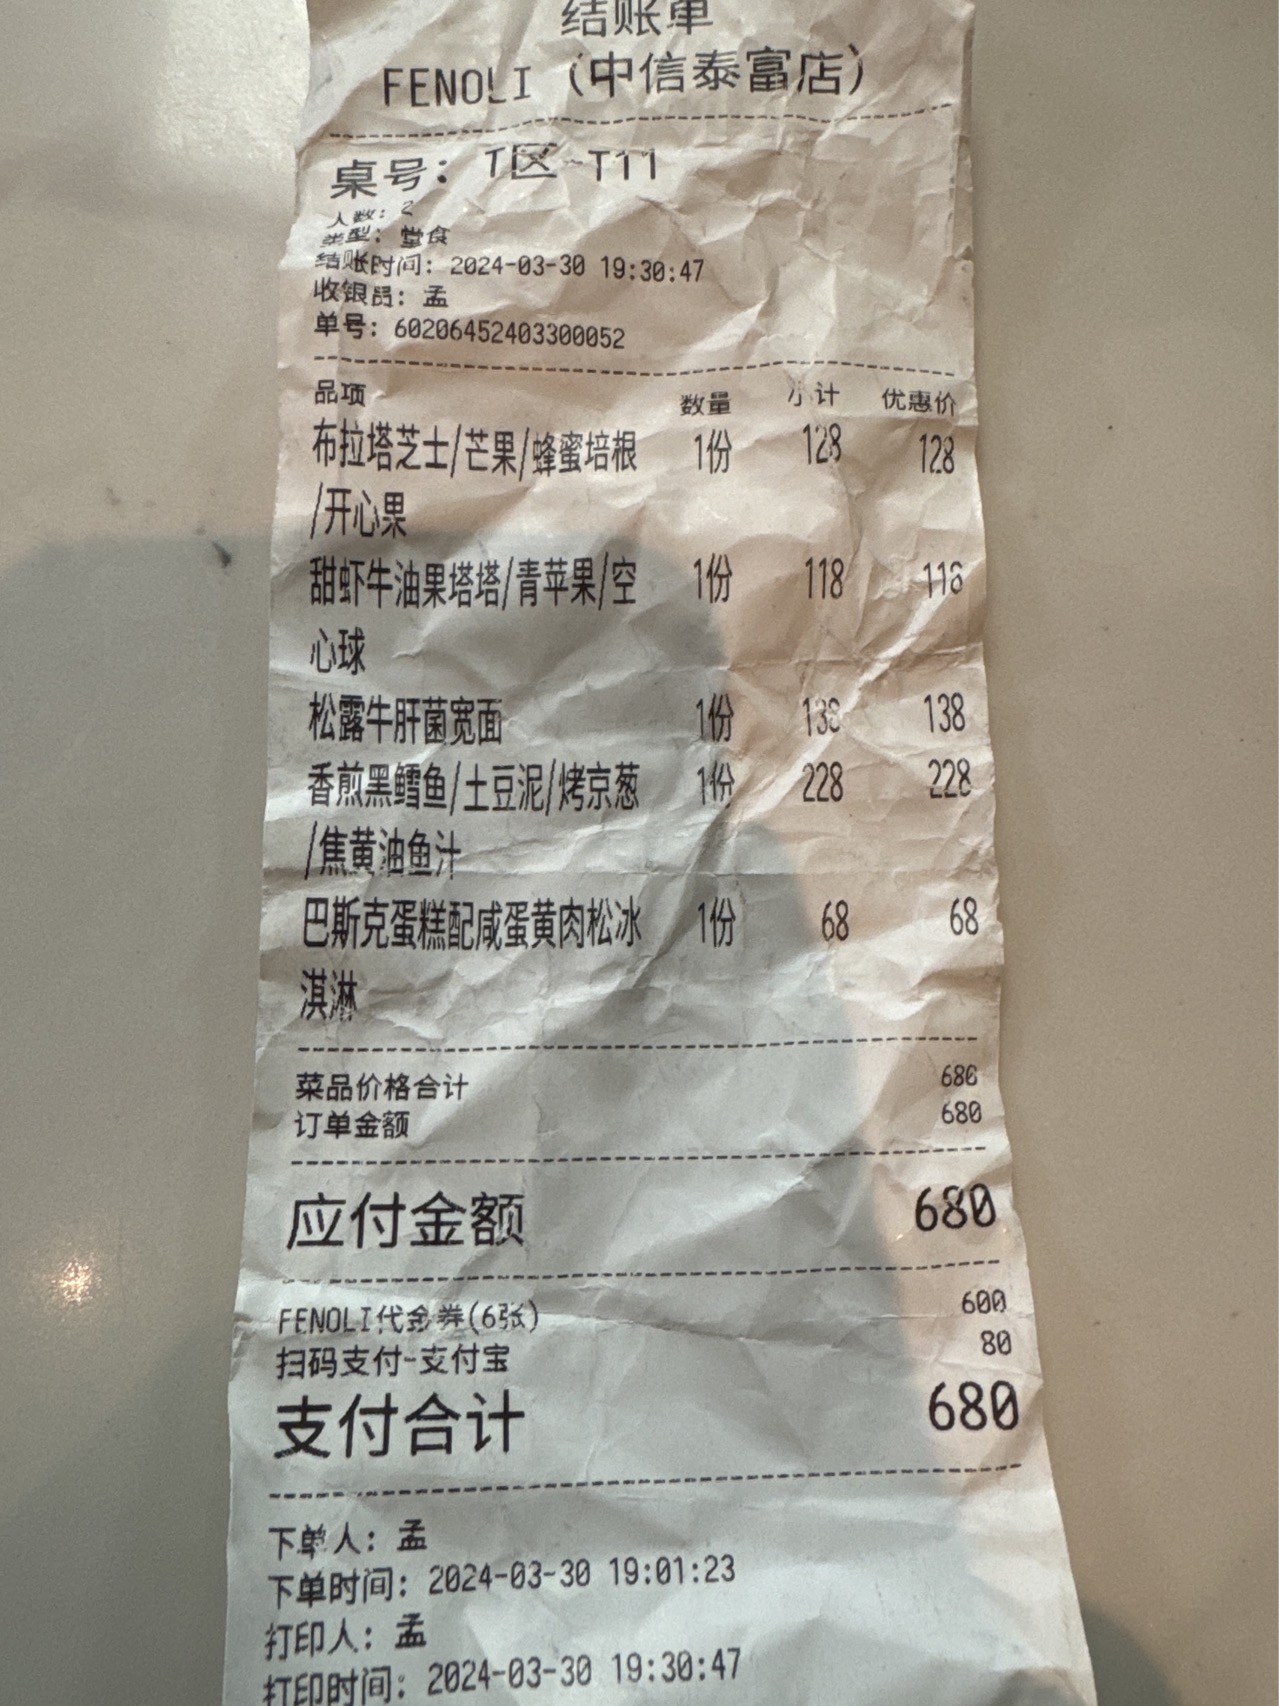 结账单
FENOLI（中信泰富店）
桌号：T区-T11
人数：2
类型：堂食
结账时间：2024-03-30 19:30:47
收银员：孟
单号：60206452403300052
品项 数量 小计 优惠价
布拉塔芝士/芒果/蜂蜜培根 1份 128 128
/开心果
甜虾牛油果塔塔/青苹果/空 1份 118 118
心球
松露牛肝菌宽面 1份 138 138
香煎黑鳕鱼/土豆泥/烤京葱 1份 228 228
/焦黄油鱼汁
巴斯克蛋糕配咸蛋黄肉松冰 1份 68 68
淇淋
菜品价格合计 680
订单金额 680
应付金额 680
FENOLI代金券(6张) 600
扫码支付-支付宝 80
支付合计 680
下单人：孟
下单时间：2024-03-30 19:01:23
打印人：孟
打印时间：2024-03-30 19:30:47